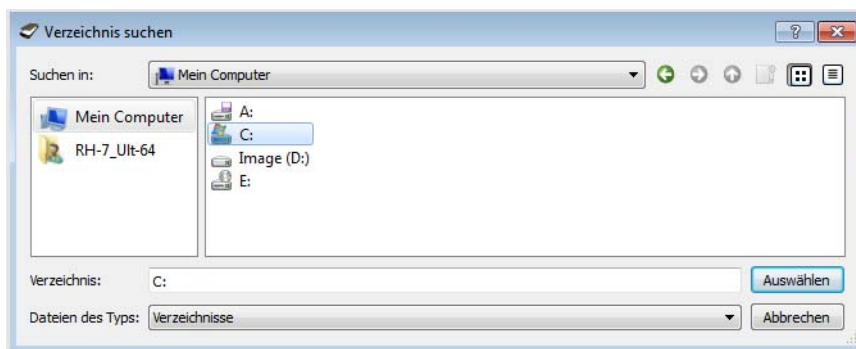 Verzeichnis suchen
Suchen in: Mein Computer
Mein Computer
RH-7_Ult-64
A:
C:
Image (D:)
E:
Verzeichnis: C: Auswählen
Dateien des Typs: Verzeichnisse Abbrechen